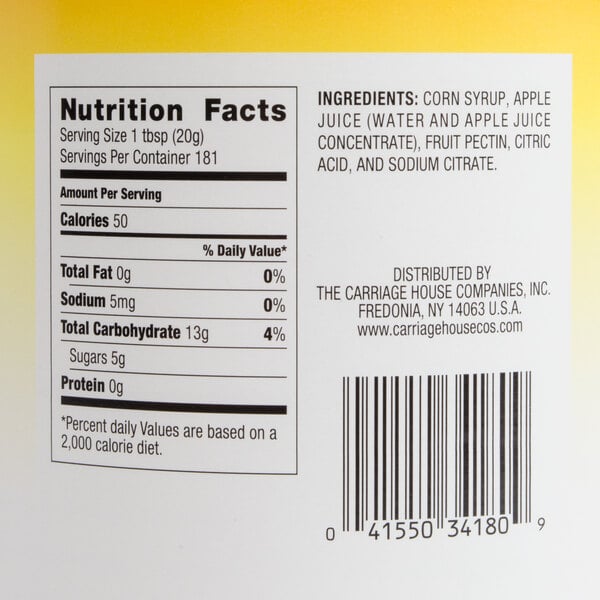 Nutrition Facts
Serving Size 1 tbsp (20g)
Servings Per Container 181
Amount Per Serving
Calories 50
% Daily Value*
Total Fat 0g 0%
Sodium 5mg 0%
Total Carbohydrate 13g 4%
Sugars 5g
Protein 0g
*Percent daily Values are based on a
2,000 calorie diet.
INGREDIENTS: CORN SYRUP, APPLE
JUICE (WATER AND APPLE JUICE
CONCENTRATE), FRUIT PECTIN, CITRIC
ACID, AND SODIUM CITRATE.
DISTRIBUTED BY
THE CARRIAGE HOUSE COMPANIES, INC.
FREDONIA, NY 14063 U.S.A.
www.carriagehousecos.com
0 41550 34180 9